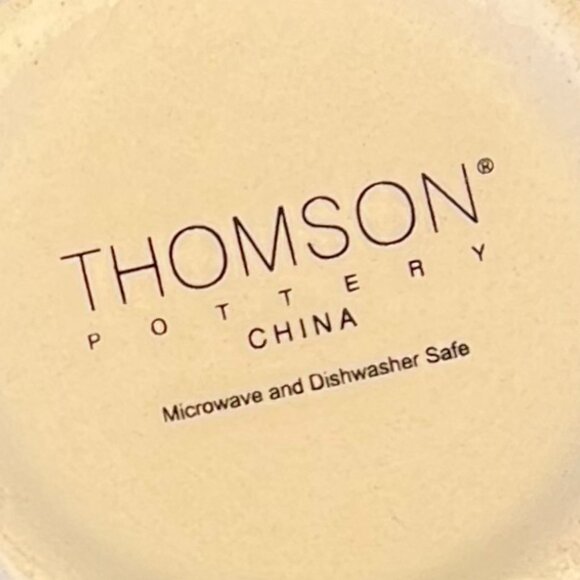 THOMSON®
POTTERY
CHINA
Microwave and Dishwasher Safe